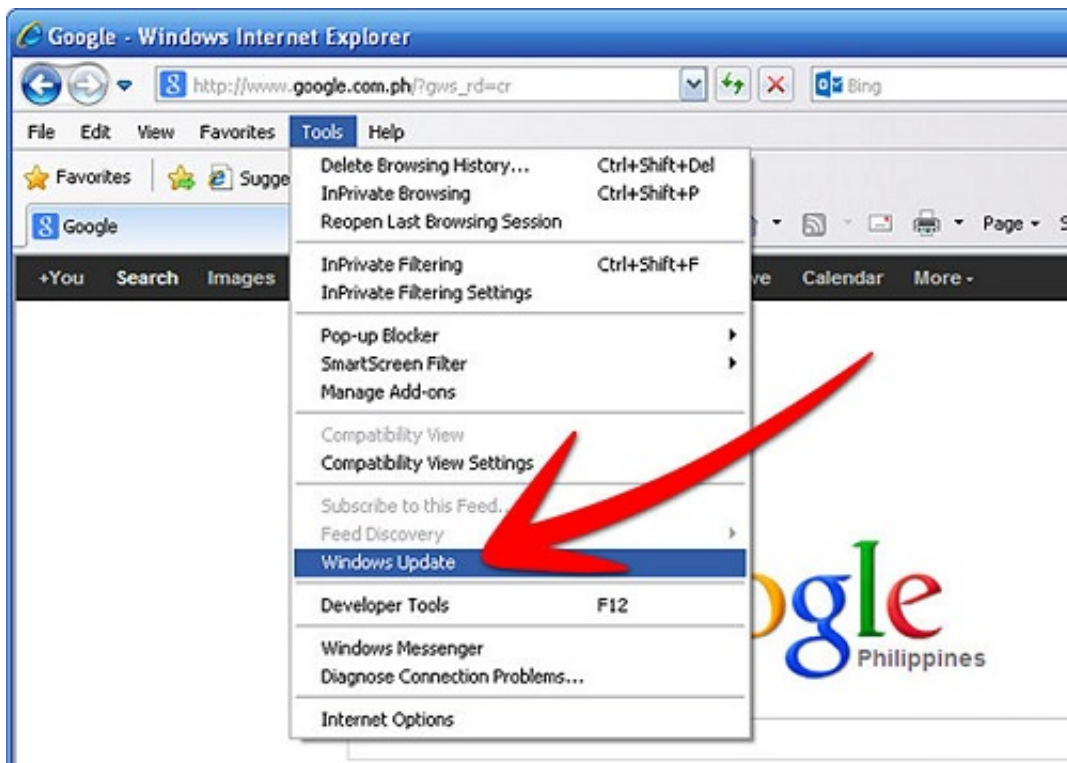 Google - Windows Internet Explorer
http://www.google.com.ph/?gws_rd=cr
Bing
File Edit View Favorites Tools Help
Favorites
Google
Page
+You Search Images Calendar More
Delete Browsing History... Ctrl+Shift+Del
InPrivate Browsing Ctrl+Shift+P
Reopen Last Browsing Session
InPrivate Filtering Ctrl+Shift+F
InPrivate Filtering Settings
Pop-up Blocker
SmartScreen Filter
Manage Add-ons
Compatibility View
Compatibility View Settings
Subscribe to this Feed...
Feed Discovery
Windows Update
Developer Tools F12
Windows Messenger
Diagnose Connection Problems...
Internet Options
Philippines